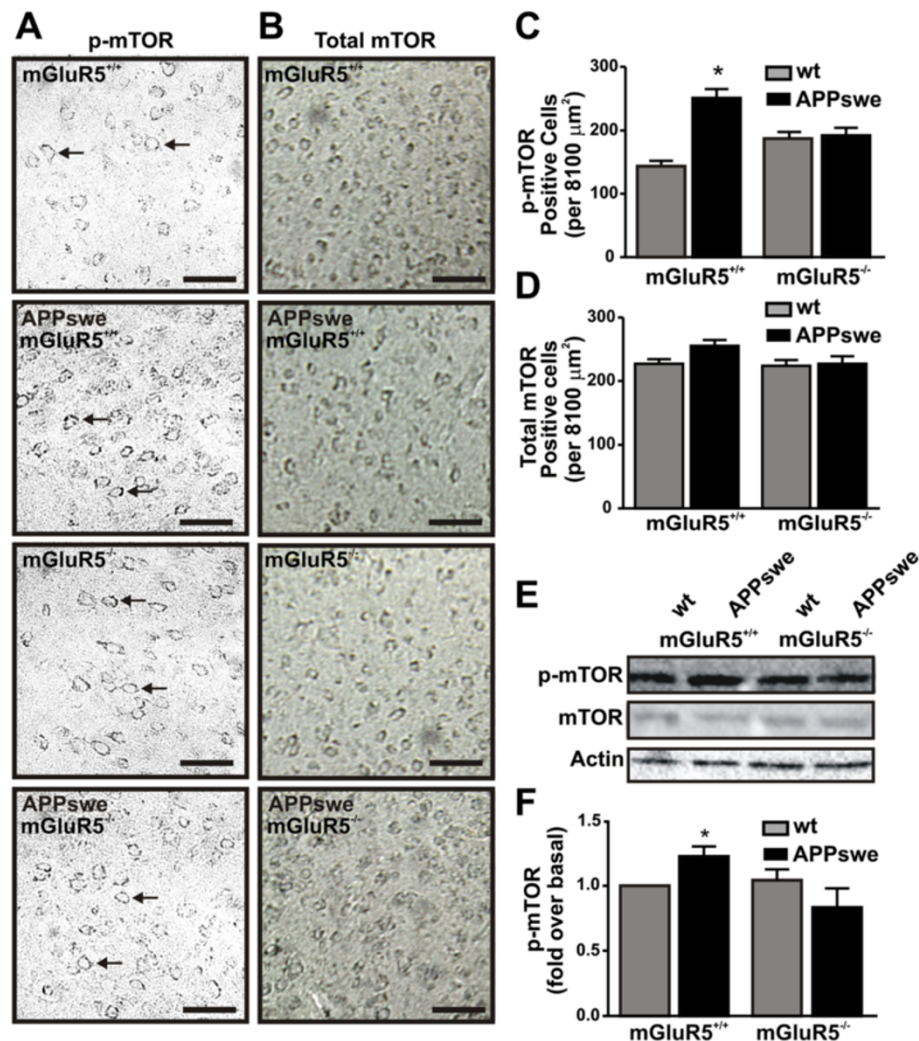 A
p-mTOR
mGluR5+/+
APPswe
mGluR5+/+
mGluR5-/-
APPswe
mGluR5-/-
B
Total mTOR
mGluR5+/+
APPswe
mGluR5+/+
mGluR5-/-
APPswe
mGluR5-/-
C
p-mTOR
Positive Cells
(per 8100 µm²)
300
200
100
0
*
wt
APPswe
mGluR5+/+ mGluR5-/-
D
Total mTOR
Positive cells
(per 8100 µm²)
300
200
100
0
wt
APPswe
mGluR5+/+ mGluR5-/-
E
wt APPswe wt APPswe
mGluR5+/+ mGluR5-/-
p-mTOR
mTOR
Actin
F
p-mTOR
(fold over basal)
1.5
1.0
0.5
0.0
*
wt
APPswe
mGluR5+/+ mGluR5-/-